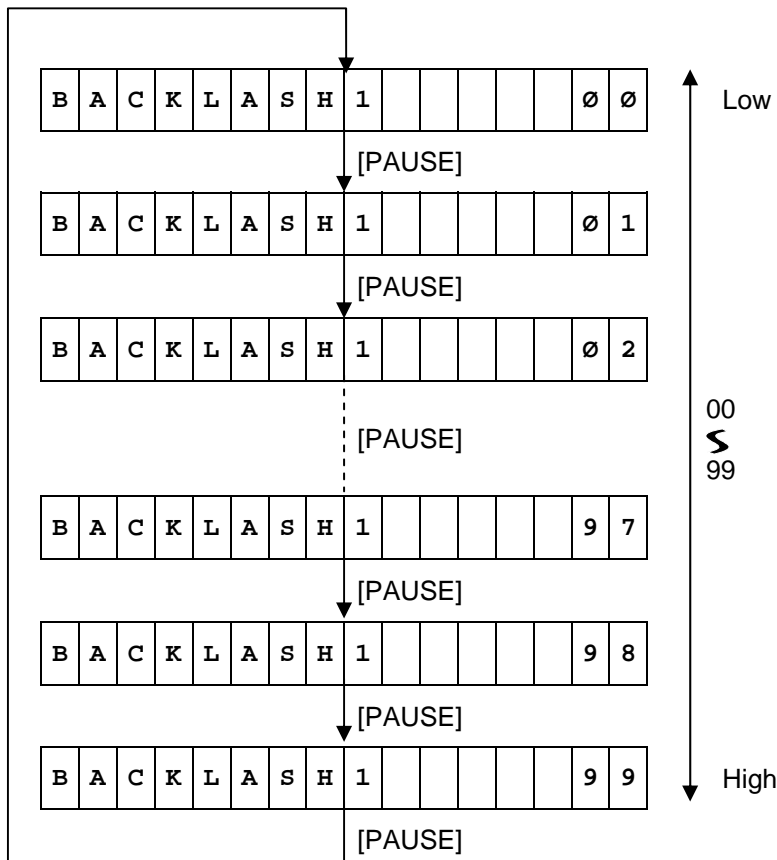 BACKLASH1 ØØ Low
[PAUSE]
BACKLASH1 Ø1
[PAUSE]
BACKLASH1 Ø2
00
[PAUSE]
99
BACKLASH1 97
[PAUSE]
BACKLASH1 98
[PAUSE]
BACKLASH1 99 High
[PAUSE]